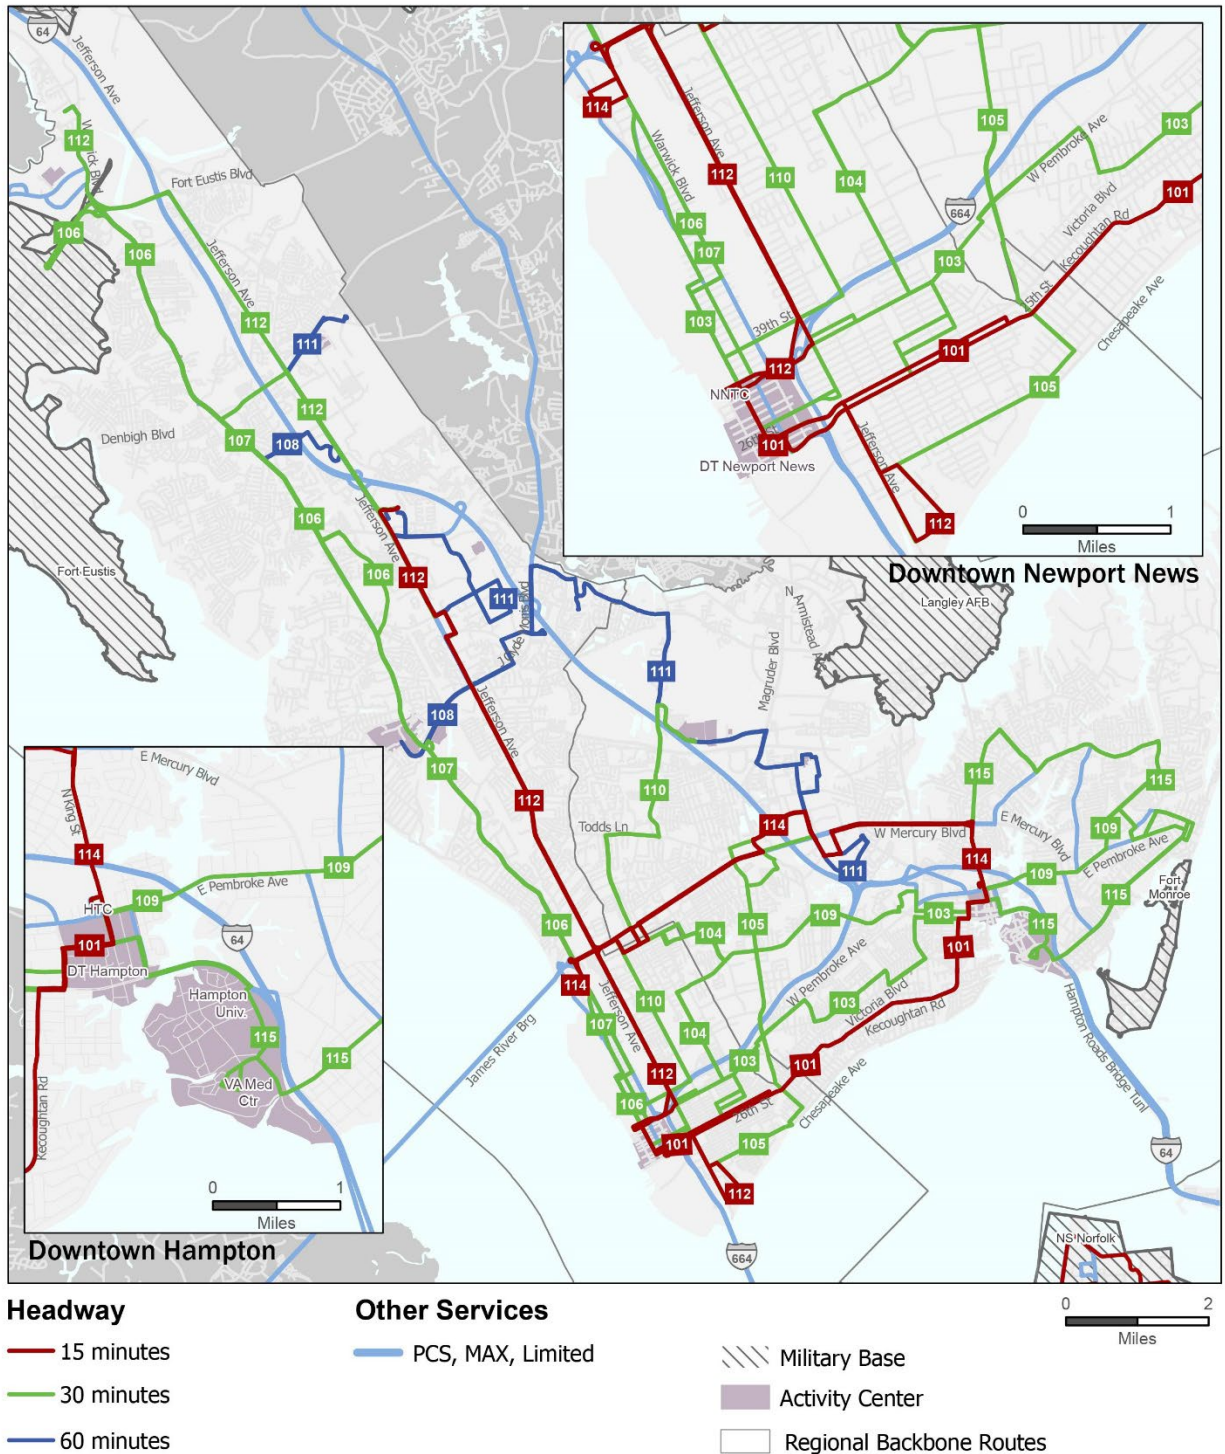 64
Jefferson Ave
112
Warwick Blvd
Fort Eustis Blvd
106
106
Jefferson Ave
112
111
112
Denbigh Blvd
107
108
106
Jefferson Ave
106
112
Fort Eustis
111
J Clyde Morris Blvd
108
Jefferson Ave
107
112
111
110
Todds Ln
Magruder Blvd
N Armistead A
Langley AFB
114
W Mercury Blvd
111
114
115
115
E Mercury Blvd
109
E Pembroke Ave
109
115
Fort Monroe
106
104
105
109
103
115
101
W Pembroke Ave
114
107
Jefferson Ave
110
104
103
Victoria Blvd
Kecoughtan Rd
Hampton Roads Bridge Tunl
James River Brg
112
103
101
106
26th St
Chesapeake Ave
101
105
112
64
664
NS Norfolk
114
Jefferson Ave
112
Warwick Blvd
110
104
105
W Pembroke Ave
103
101
664
Victoria Blvd
Kecoughtan Rd
106
107
103
103
39th St
5th St
Chesapeake Ave
112
101
NNTC
105
26th St
101
DT Newport News
Jefferson Ave
112
0 1
Miles
Downtown Newport News
E Mercury Blvd
N King St
114
109
E Pembroke Ave
HTC
109
101
64
DT Hampton
Hampton
Univ.
115
115
VA Med
Ctr
Kecoughtan Rd
0 1
Miles
Downtown Hampton
Headway
15 minutes
30 minutes
60 minutes
Other Services
PCS, MAX, Limited
0 2
Miles
Military Base
Activity Center
Regional Backbone Routes